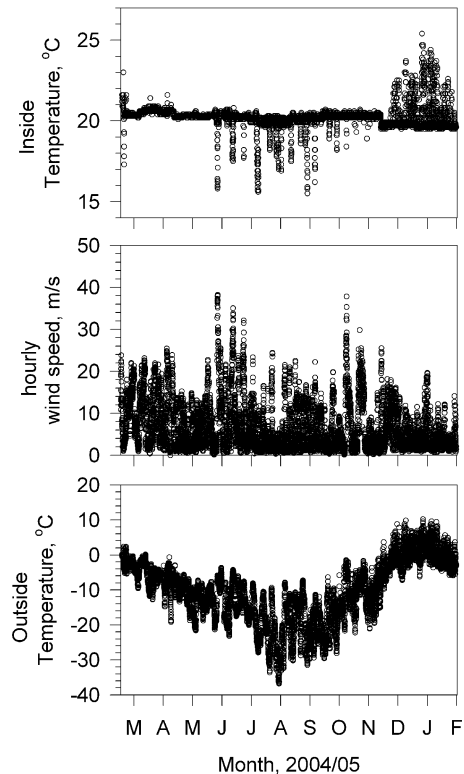 Inside
Temperature, °C
25
20
15
hourly
wind speed, m/s
50
40
30
20
10
0
Outside
Temperature, °C
20
10
0
-10
-20
-30
-40
M A M J J A S O N D J F
Month, 2004/05